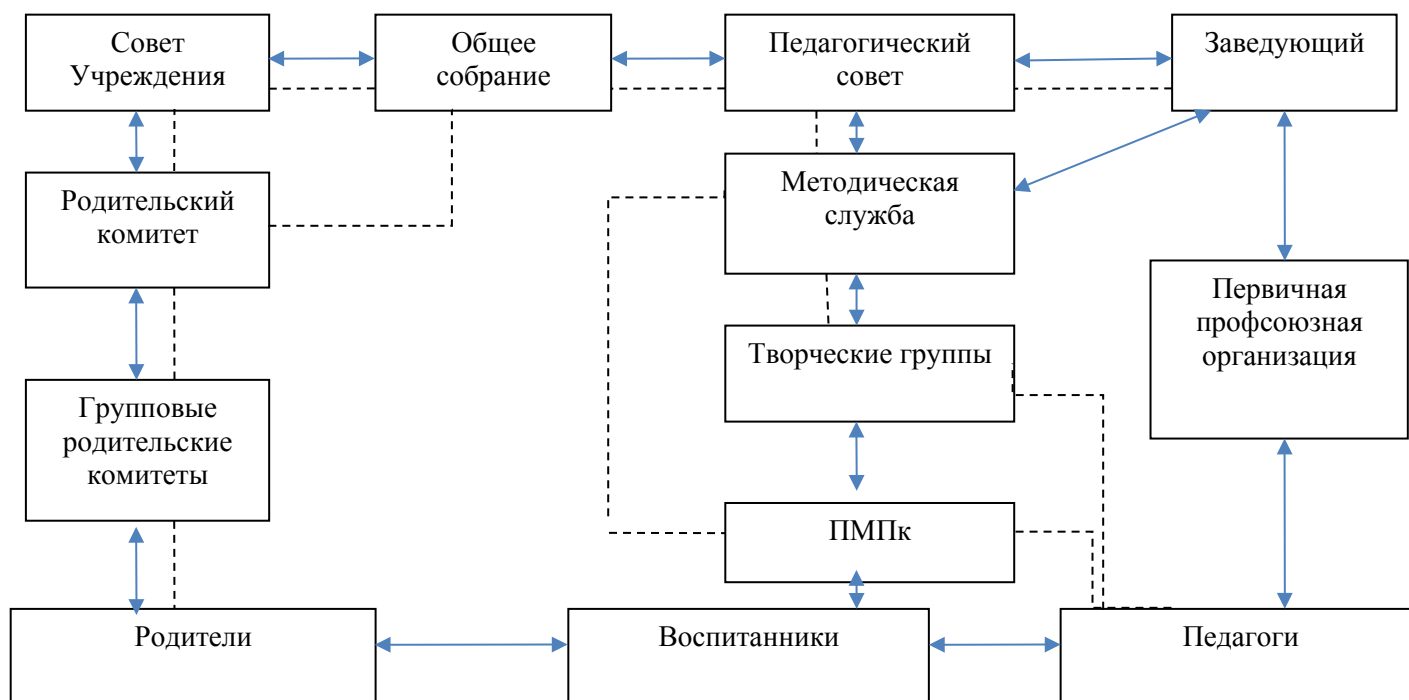 Совет
Учреждения
Общее
собрание
Педагогический
совет
Заведующий
Родительский
комитет
Методическая
служба
Первичная
профсоюзная
организация
Творческие группы
Групповые
родительские
комитеты
ПМПк
Родители
Воспитанники
Педагоги